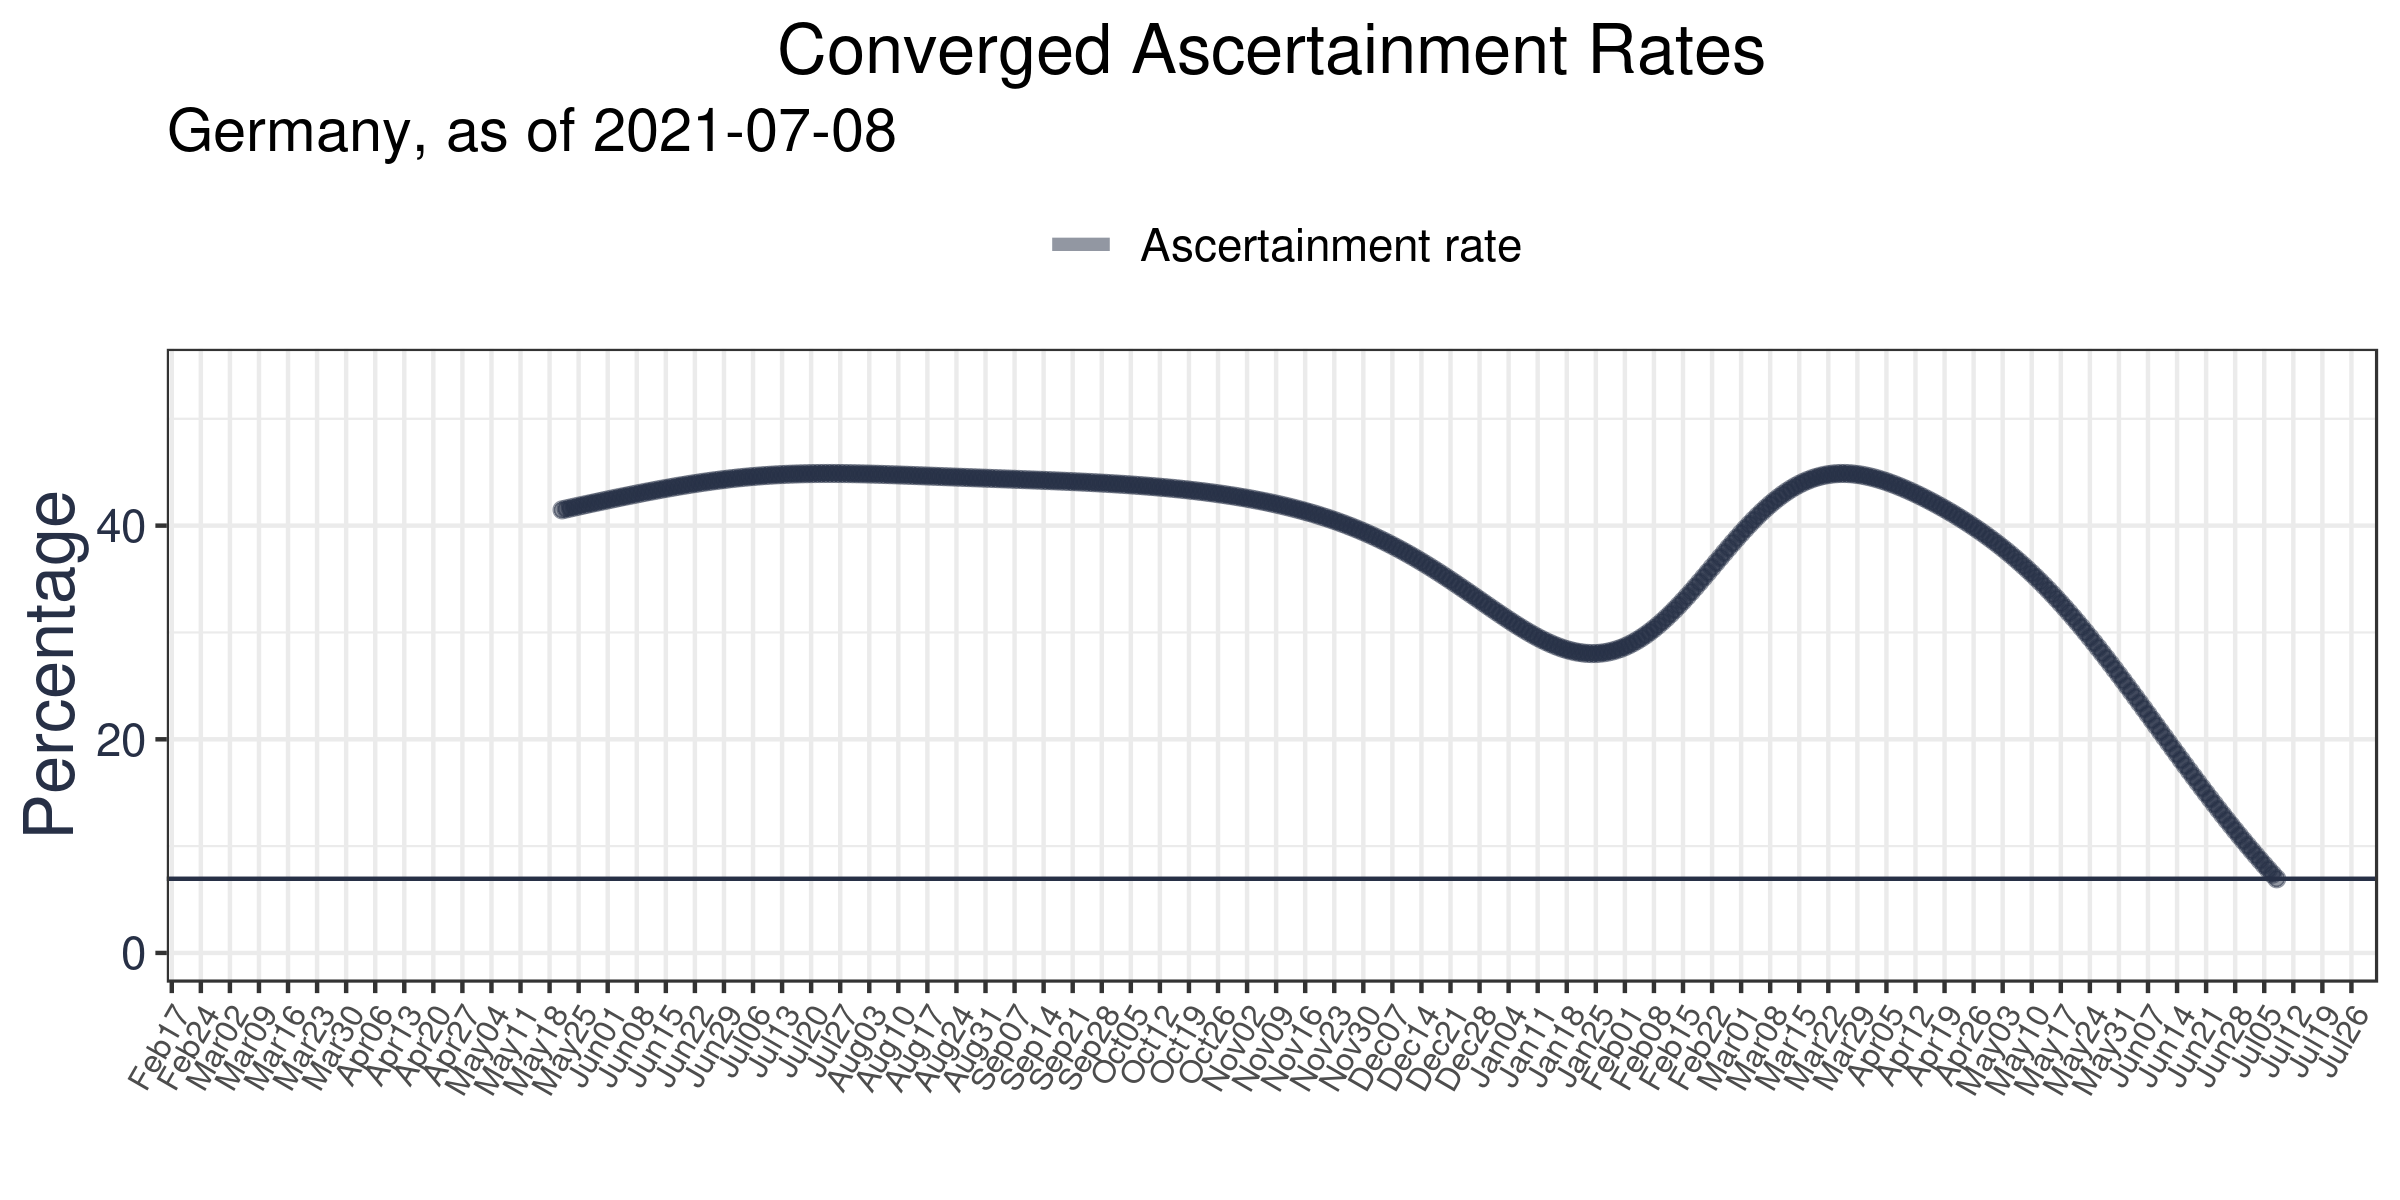 Converged Ascertainment Rates
Germany, as of 2021-07-08
Ascertainment rate
Percentage
40
20
0
Feb17
Feb24
Mar02
Mar09
Mar16
Mar23
Mar30
Apr06
Apr13
Apr20
Apr27
May04
May11
May18
May25
Jun01
Jun08
Jun15
Jun22
Jun29
Jul06
Jul13
Jul20
Jul27
Aug03
Aug10
Aug17
Aug24
Aug31
Sep07
Sep14
Sep21
Sep28
Oct05
Oct12
Oct19
Oct26
Nov02
Nov09
Nov16
Nov23
Nov30
Dec07
Dec14
Dec21
Dec28
Jan04
Jan11
Jan18
Jan25
Feb01
Feb08
Feb15
Feb22
Mar01
Mar08
Mar15
Mar22
Mar29
Apr05
Apr12
Apr19
Apr26
May03
May10
May17
May24
May31
Jun07
Jun14
Jun21
Jun28
Jul05
Jul12
Jul19
Jul26